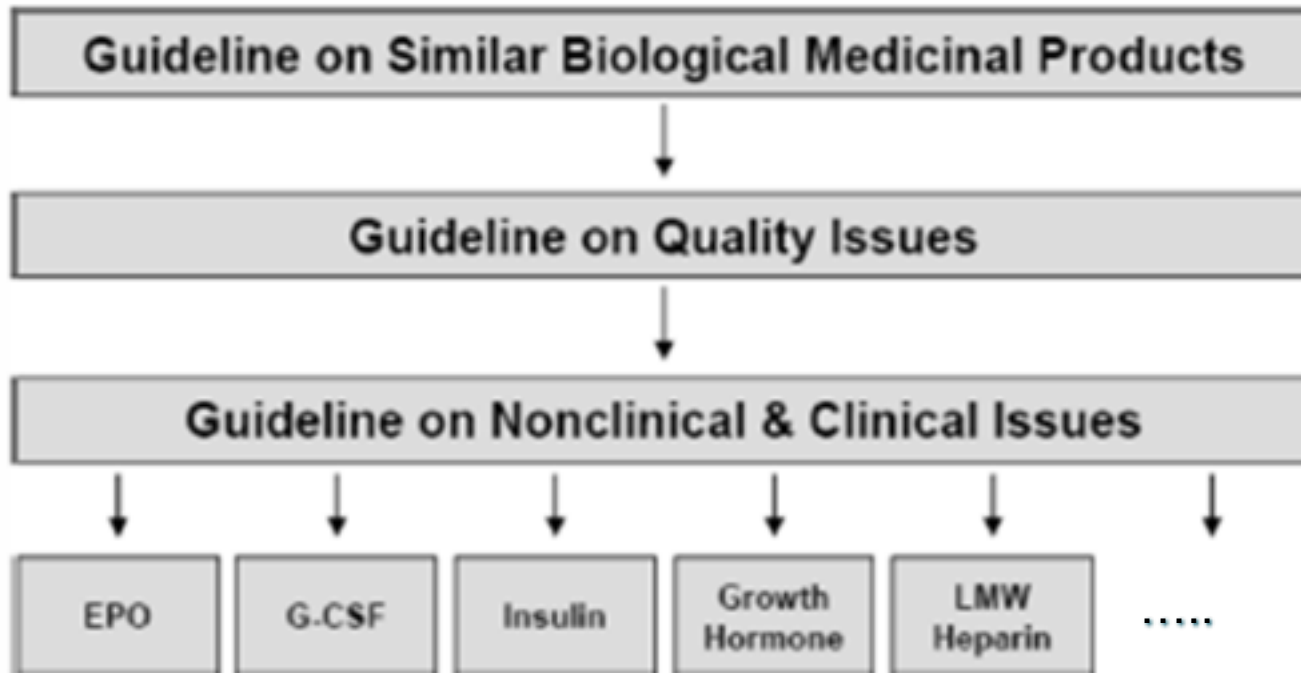 Guideline on Similar Biological Medicinal Products
Guideline on Quality Issues
Guideline on Nonclinical & Clinical Issues
EPO
G-CSF
Insulin
Growth
Hormone
LMW
Heparin
.....